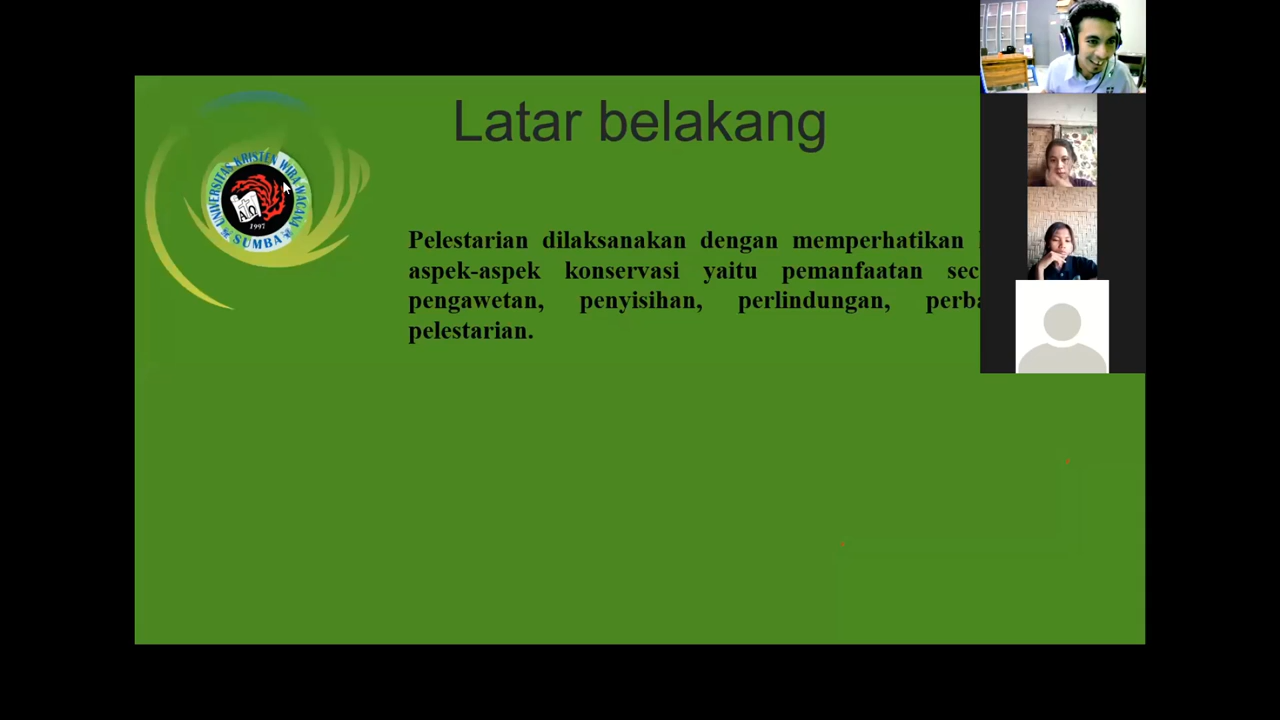 Latar belakang
UNIVERSITAS KRISTEN WIRA WACANA
SUMBA
1997
AΩ
Pelestarian dilaksanakan dengan memperhatikan
aspek-aspek konservasi yaitu pemanfaatan
pengawetan, penyisihan, perlindungan,
pelestarian.